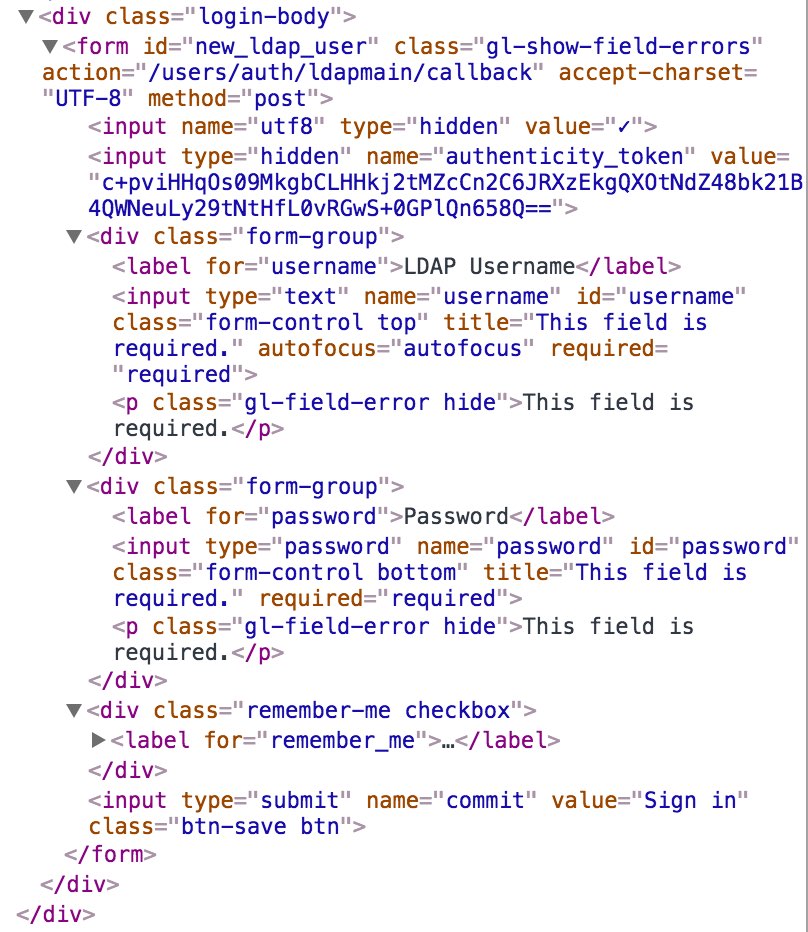 ▼<div class="login-body">
▼<form id="new_ldap_user" class="gl-show-field-errors"
action="/users/auth/ldapmain/callback" accept-charset=
"UTF-8" method="post">
<input name="utf8" type="hidden" value="✓">
<input type="hidden" name="authenticity_token" value=
"c+pviHHqOs09MkgbCLHHkj2tMZcCn2C6JRXzEkgQXOtNdZ48bk21B
4QWNeuLy29tNtHfL0vRGwS+0GPlQn658Q==">
▼<div class="form-group">
<label for="username">LDAP Username</label>
<input type="text" name="username" id="username"
class="form-control top" title="This field is
required." autofocus="autofocus" required=
"required">
<p class="gl-field-error hide">This field is
required.</p>
</div>
▼<div class="form-group">
<label for="password">Password</label>
<input type="password" name="password" id="password"
class="form-control bottom" title="This field is
required." required="required">
<p class="gl-field-error hide">This field is
required.</p>
</div>
▼<div class="remember-me checkbox">
▶<label for="remember_me">…</label>
</div>
<input type="submit" name="commit" value="Sign in"
class="btn-save btn">
</form>
</div>
</div>